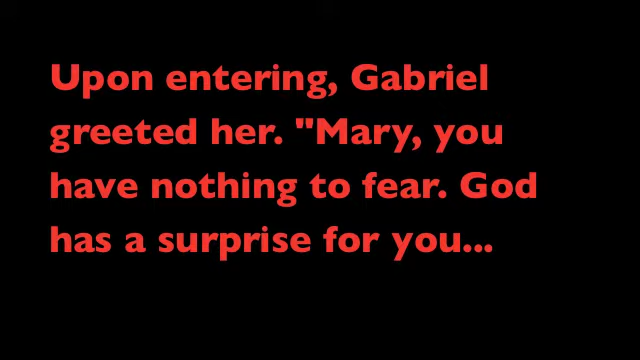 Upon entering, Gabriel
greeted her. "Mary, you
have nothing to fear. God
has a surprise for you...